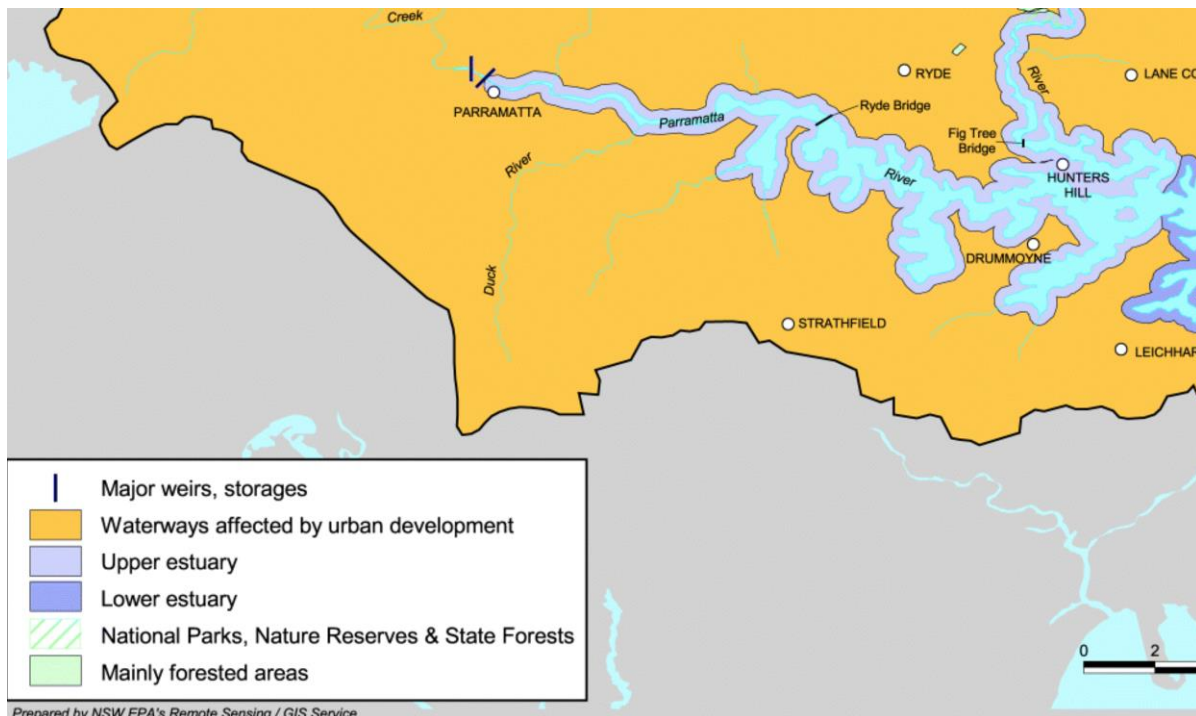 Creek
RYDE
LANE CO
River
PARRAMATTA
Parramatta
Ryde Bridge
Fig Tree
Bridge
River
HUNTERS
HILL
River
DRUMMOYNE
Duck
STRATHFIELD
LEICHHAR
Major weirs, storages
Waterways affected by urban development
Upper estuary
Lower estuary
National Parks, Nature Reserves & State Forests
Mainly forested areas
0 2
Prepared by NSW EPA's Remote Sensing / GIS Service